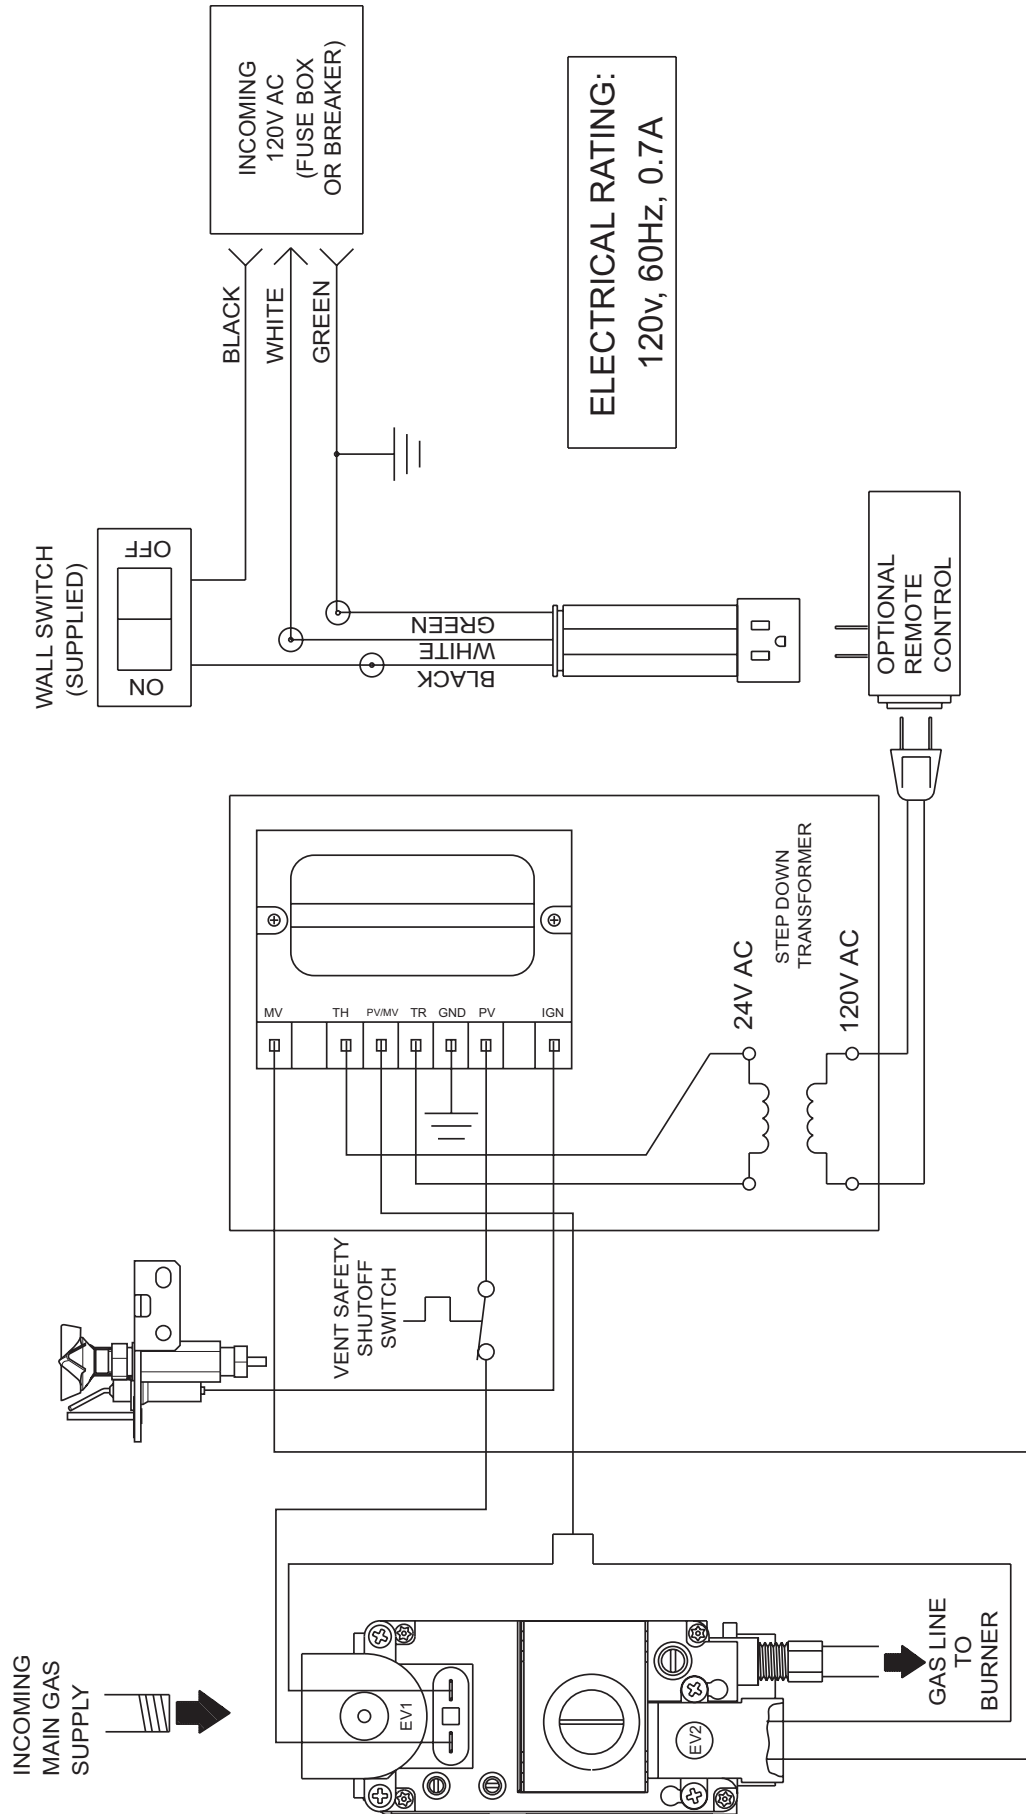 INCOMING
MAIN GAS
SUPPLY
EV1
EV2
GAS LINE
TO
BURNER
VENT SAFETY
SHUTOFF
SWITCH
MV
TH
PV/MV
TR
GND
PV
IGN
24V AC
STEP DOWN
TRANSFORMER
120V AC
WALL SWITCH
(SUPPLIED)
ON
OFF
BLACK
WHITE
GREEN
BLACK
WHITE
GREEN
INCOMING
120V AC
(FUSE BOX
OR BREAKER)
OPTIONAL
REMOTE
CONTROL
ELECTRICAL RATING:
120v, 60Hz, 0.7A